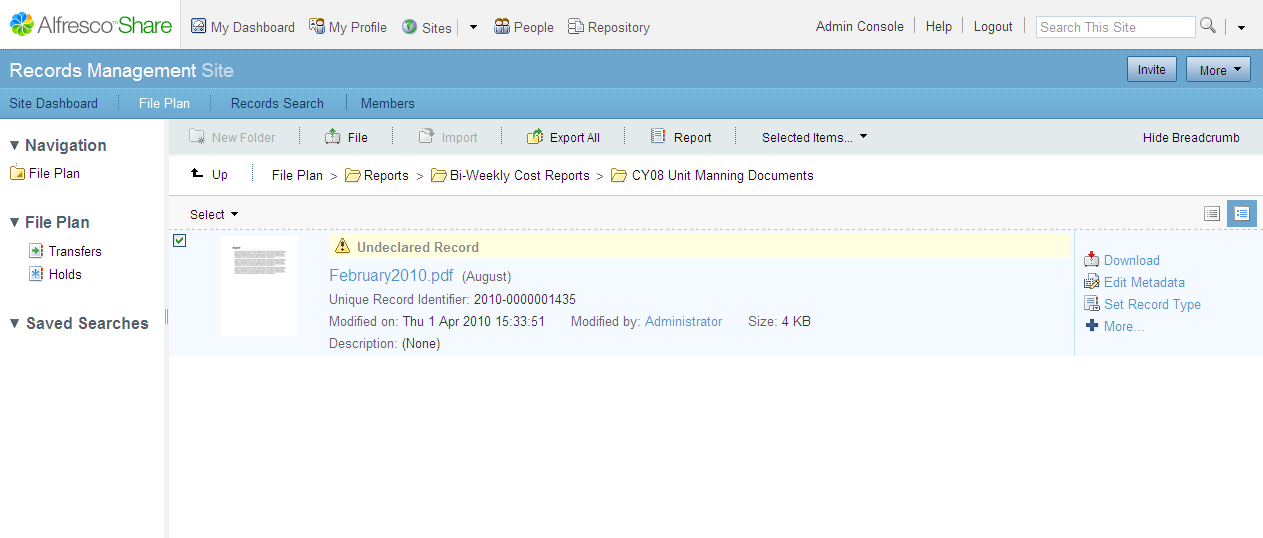 Alfresco™ Share My Dashboard My Profile Sites People Repository Admin Console Help Logout Search This Site
Records Management Site Invite More
Site Dashboard File Plan Records Search Members
New Folder File Import Export All Report Selected Items... Hide Breadcrumb
Navigation
File Plan
File Plan
Transfers
Holds
Saved Searches
Up File Plan > Reports > Bi-Weekly Cost Reports > CY08 Unit Manning Documents
Select
Undeclared Record
February2010.pdf (August)
Unique Record Identifier: 2010-0000001435
Modified on: Thu 1 Apr 2010 15:33:51 Modified by: Administrator Size: 4 KB
Description: (None)
Download
Edit Metadata
Set Record Type
More...